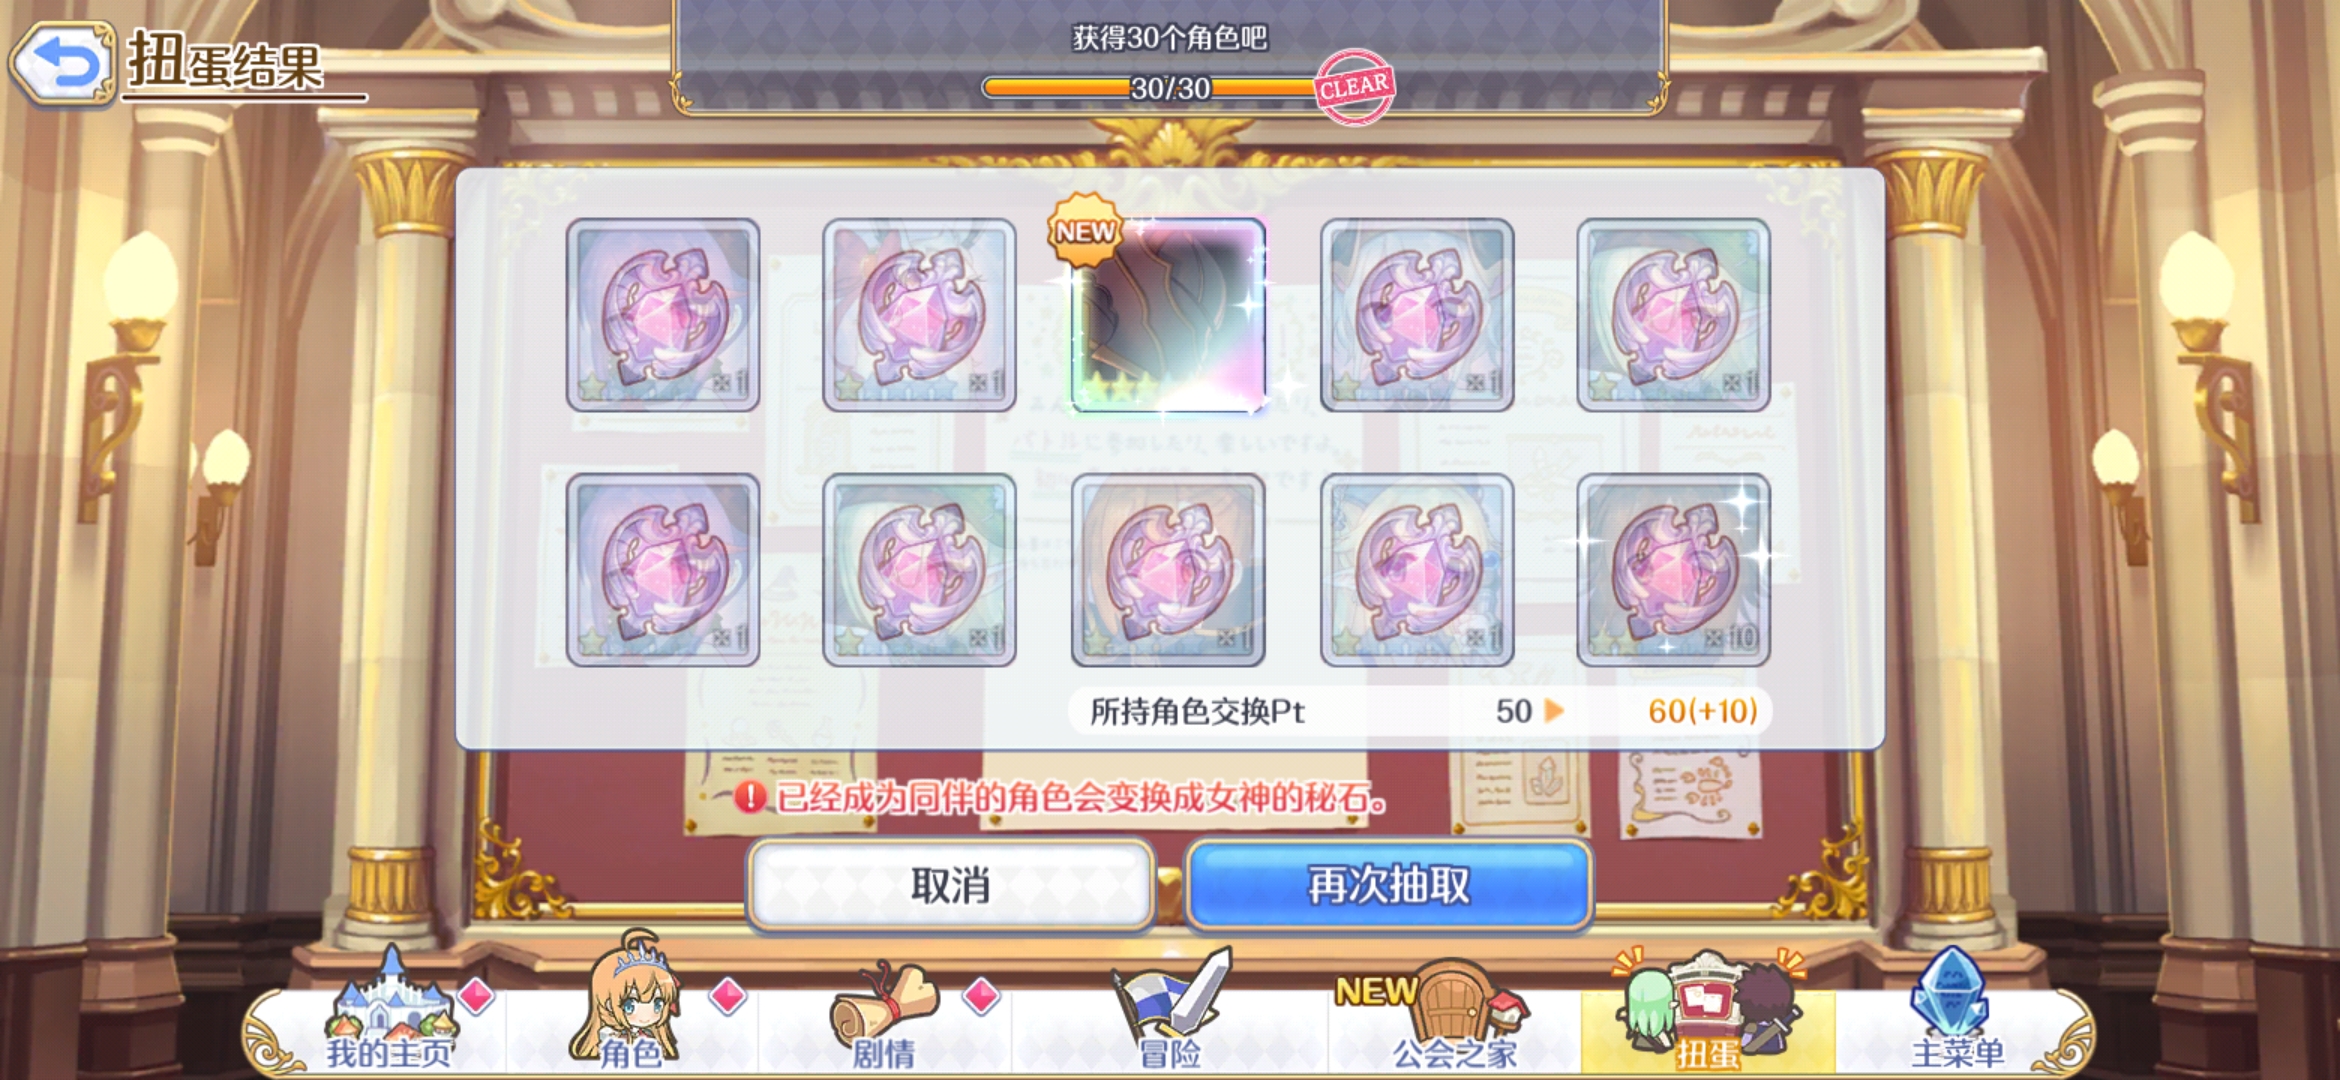 扭蛋结果
获得30个角色吧
30/30
CLEAR
NEW
1
1
1
1
1
1
1
1
10
所持角色交换Pt 50 60(+10)
已经成为同伴的角色会变换成女神的秘石。
取消
再次抽取
NEW
我的主页
角色
剧情
冒险
公会之家
扭蛋
主菜单